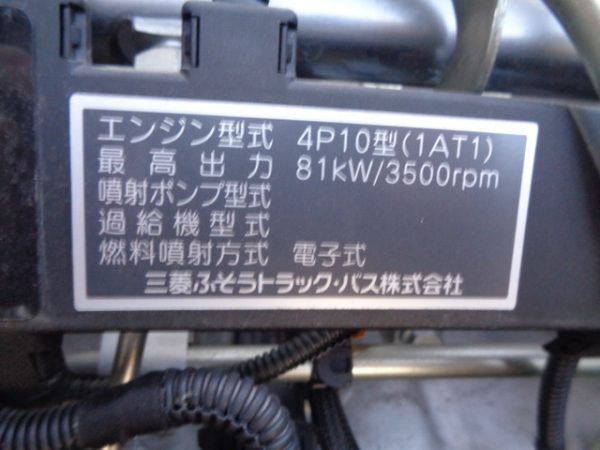 エンジン型式 4P10型(1AT1)
最高出力 81kW/3500rpm
噴射ポンプ型式
過給機型式
燃料噴射方式 電子式
三菱ふそうトラック・バス株式会社